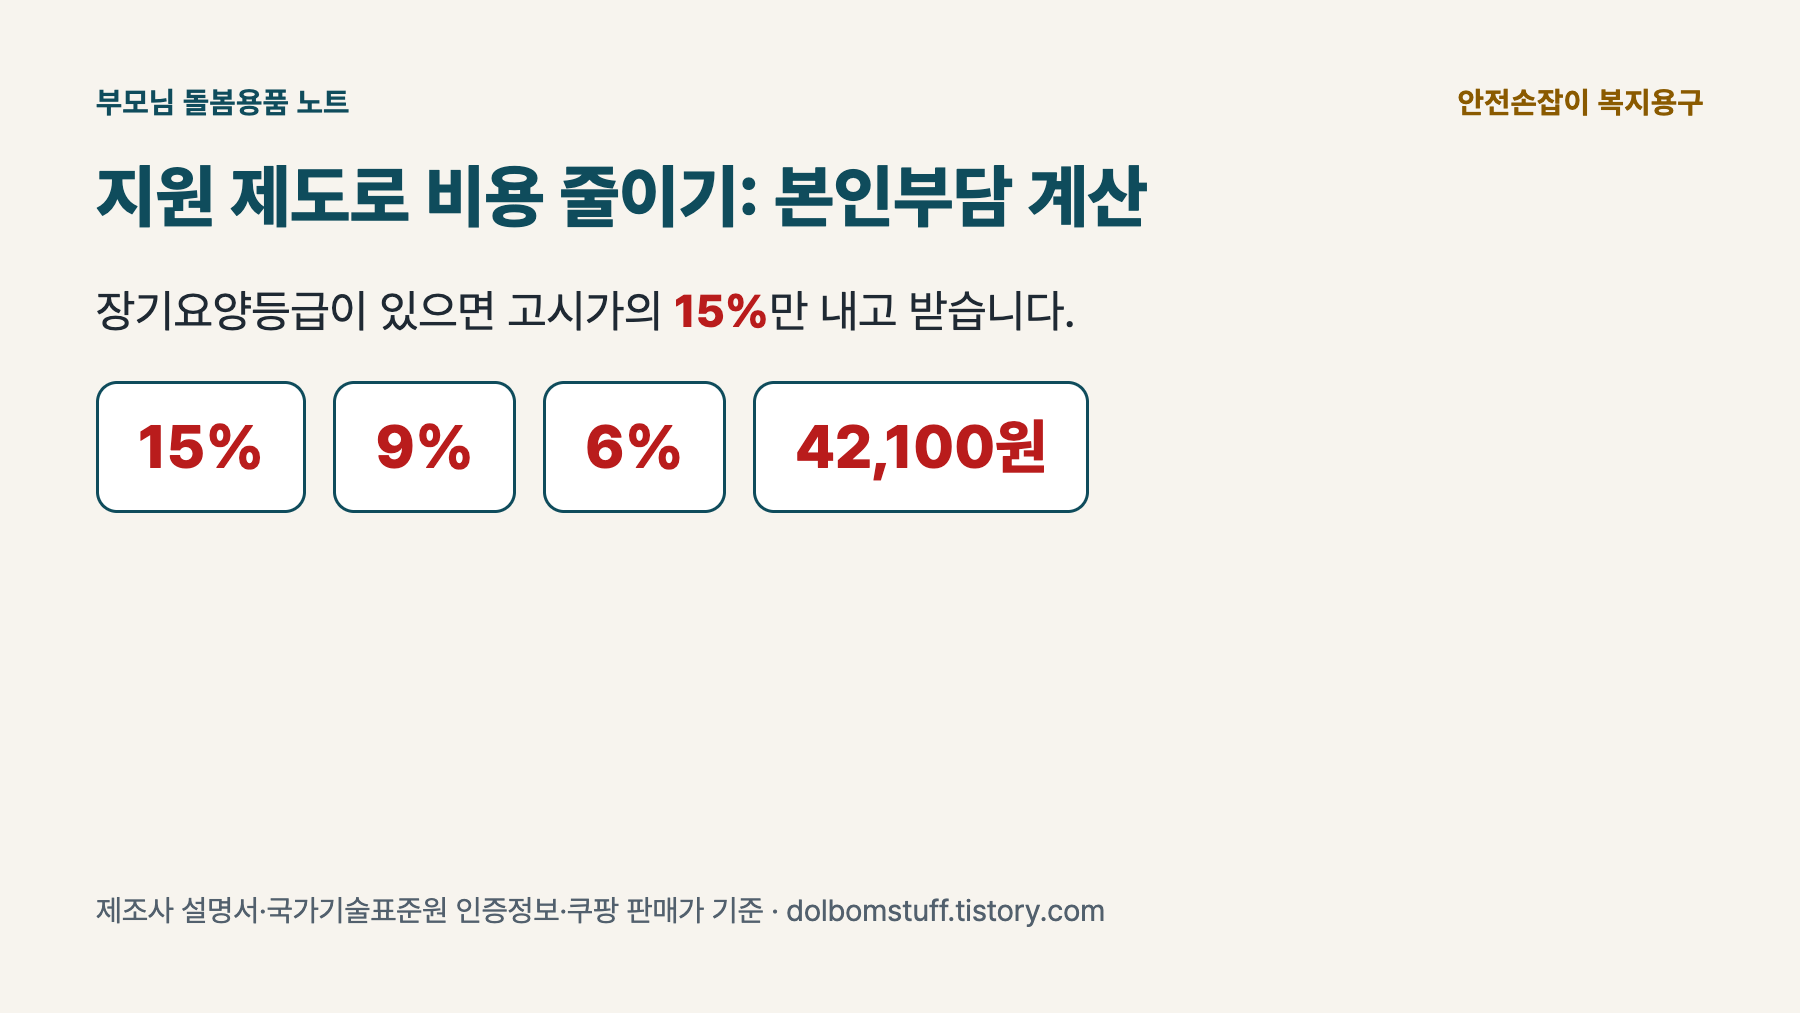 부모님 돌봄용품 노트
안전손잡이 복지용구
지원 제도로 비용 줄이기: 본인부담 계산
장기요양등급이 있으면 고시가의 15%만 내고 받습니다.
15%
9%
6%
42,100원
제조사 설명서·국가기술표준원 인증정보·쿠팡 판매가 기준 · dolbomstuff.tistory.com